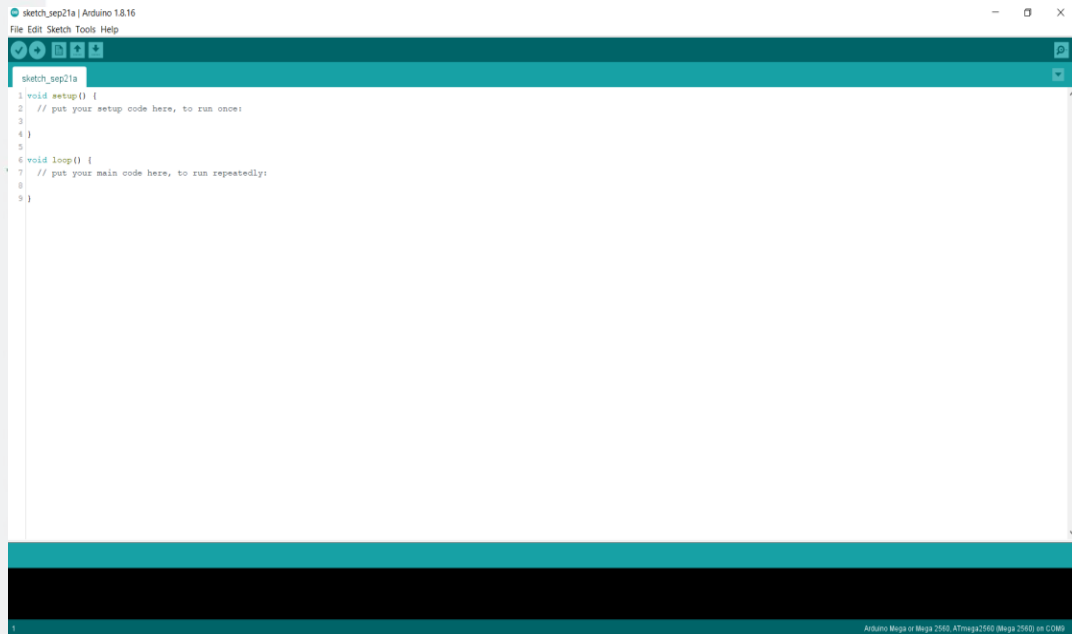 sketch_sep21a | Arduino 1.8.16
File Edit Sketch Tools Help
sketch_sep21a
1 void setup() {
2   // put your setup code here, to run once:
3
4 }
5
6 void loop() {
7   // put your main code here, to run repeatedly:
8
9 }
1 Arduino Mega or Mega 2560, ATmega2560 (Mega 2560) on COM9